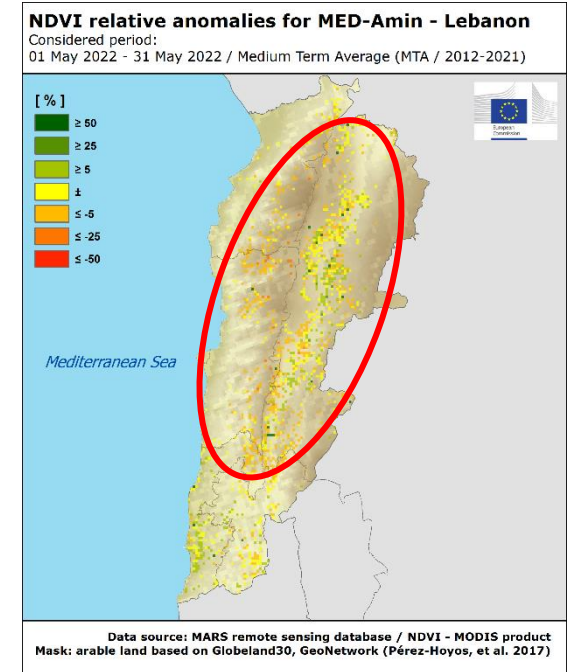 NDVI relative anomalies for MED-Amin - Lebanon
Considered period:
01 May 2022 - 31 May 2022 / Medium Term Average (MTA / 2012-2021)
[ % ]
≥ 50
≥ 25
≥ 5
±
≤ -5
≤ -25
≤ -50
European
Commission
Mediterranean Sea
Data source: MARS remote sensing database / NDVI - MODIS product
Mask: arable land based on Globeland30, GeoNetwork (Pérez-Hoyos, et al. 2017)